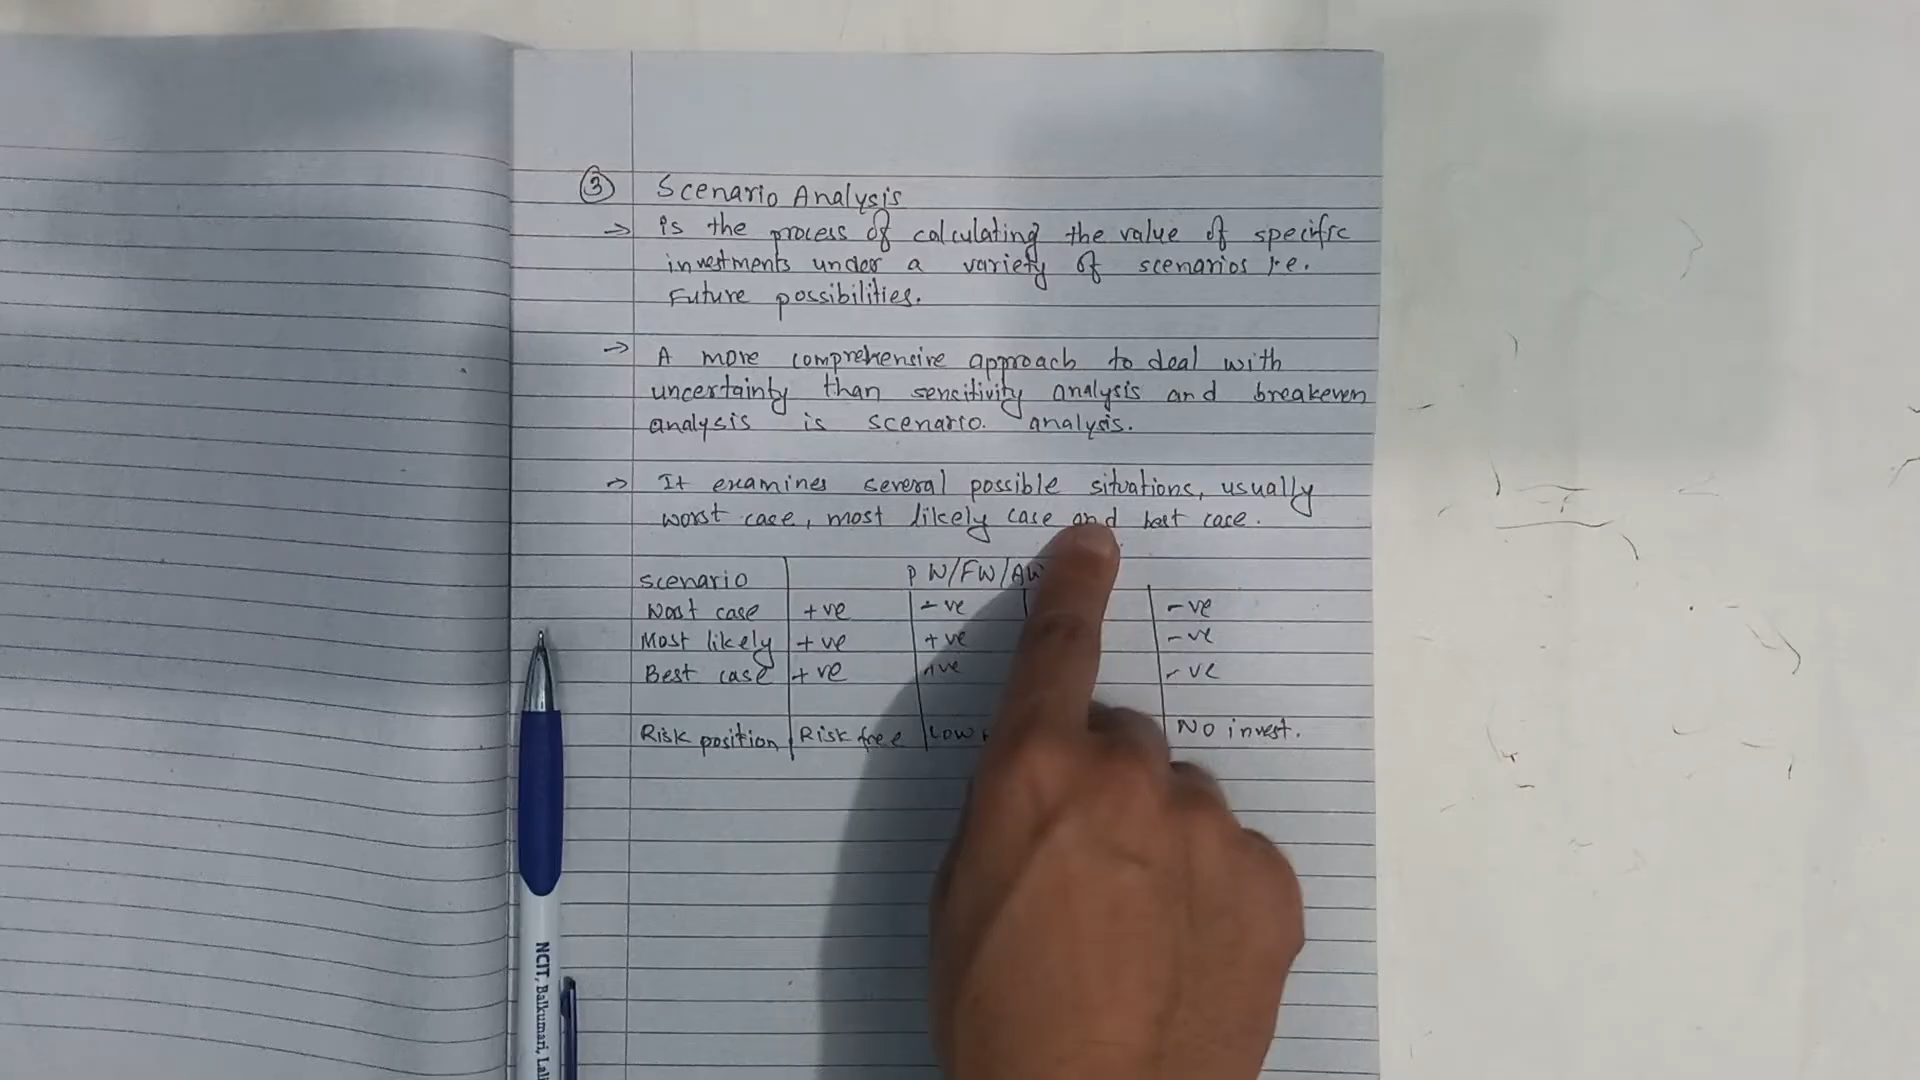 ③ Scenario Analysis
→ is the process of calculating the value of specific
investments under a variety of scenarios i.e.
Future possibilities.
→ A more comprehensive approach to deal with
uncertainty than sencitivity analysis and breakeven
analysis is scenario. analysis.
→ It examines several possible situations, usually
worst case, most likely case and best case.
scenario PW/FW/AW
Worst case +ve -ve -ve
Most likely +ve +ve -ve
Best case +ve +ve -ve
Risk position Risk free Low No invest.
NCIT, Balkumari,